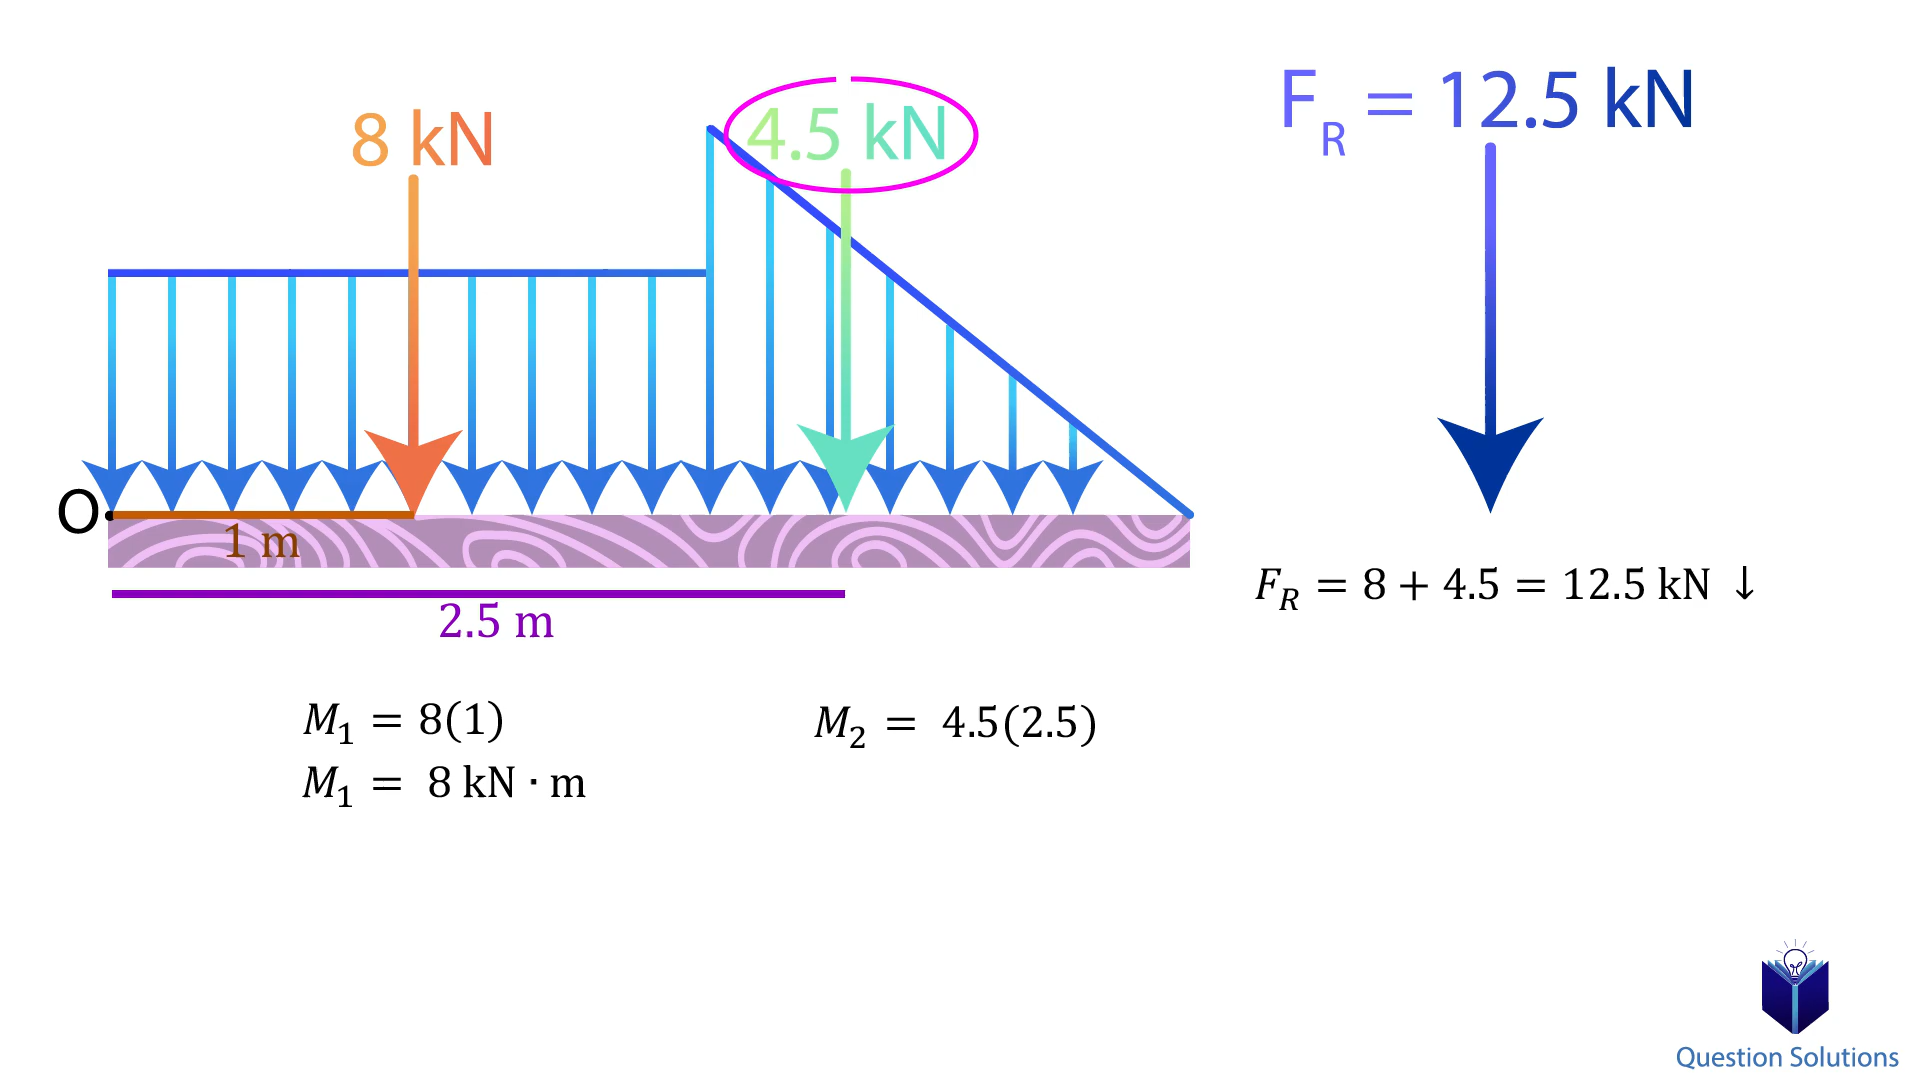 8 kN
4.5 kN
F_R = 12.5 kN
O
1 m
2.5 m
F_R = 8 + 4.5 = 12.5 kN ↓
M_1 = 8(1)
M_1 = 8 kN · m
M_2 = 4.5(2.5)
Question Solutions